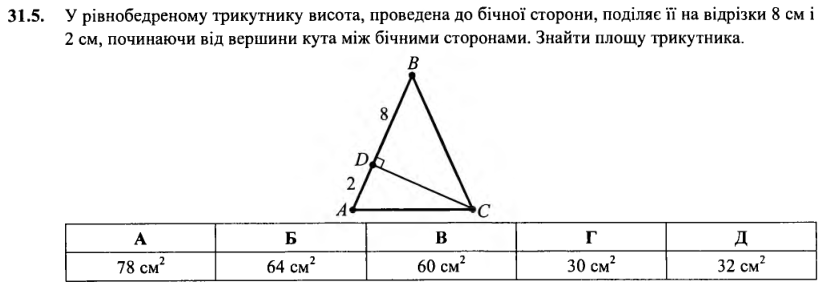 31.5. У рівнобедреному трикутнику висота, проведена до бічної сторони, поділяє її на відрізки 8 см і
2 см, починаючи від вершини кута між бічними сторонами. Знайти площу трикутника.
B
8
D
2
A
C
А Б В Г Д
78 см² 64 см² 60 см² 30 см² 32 см²